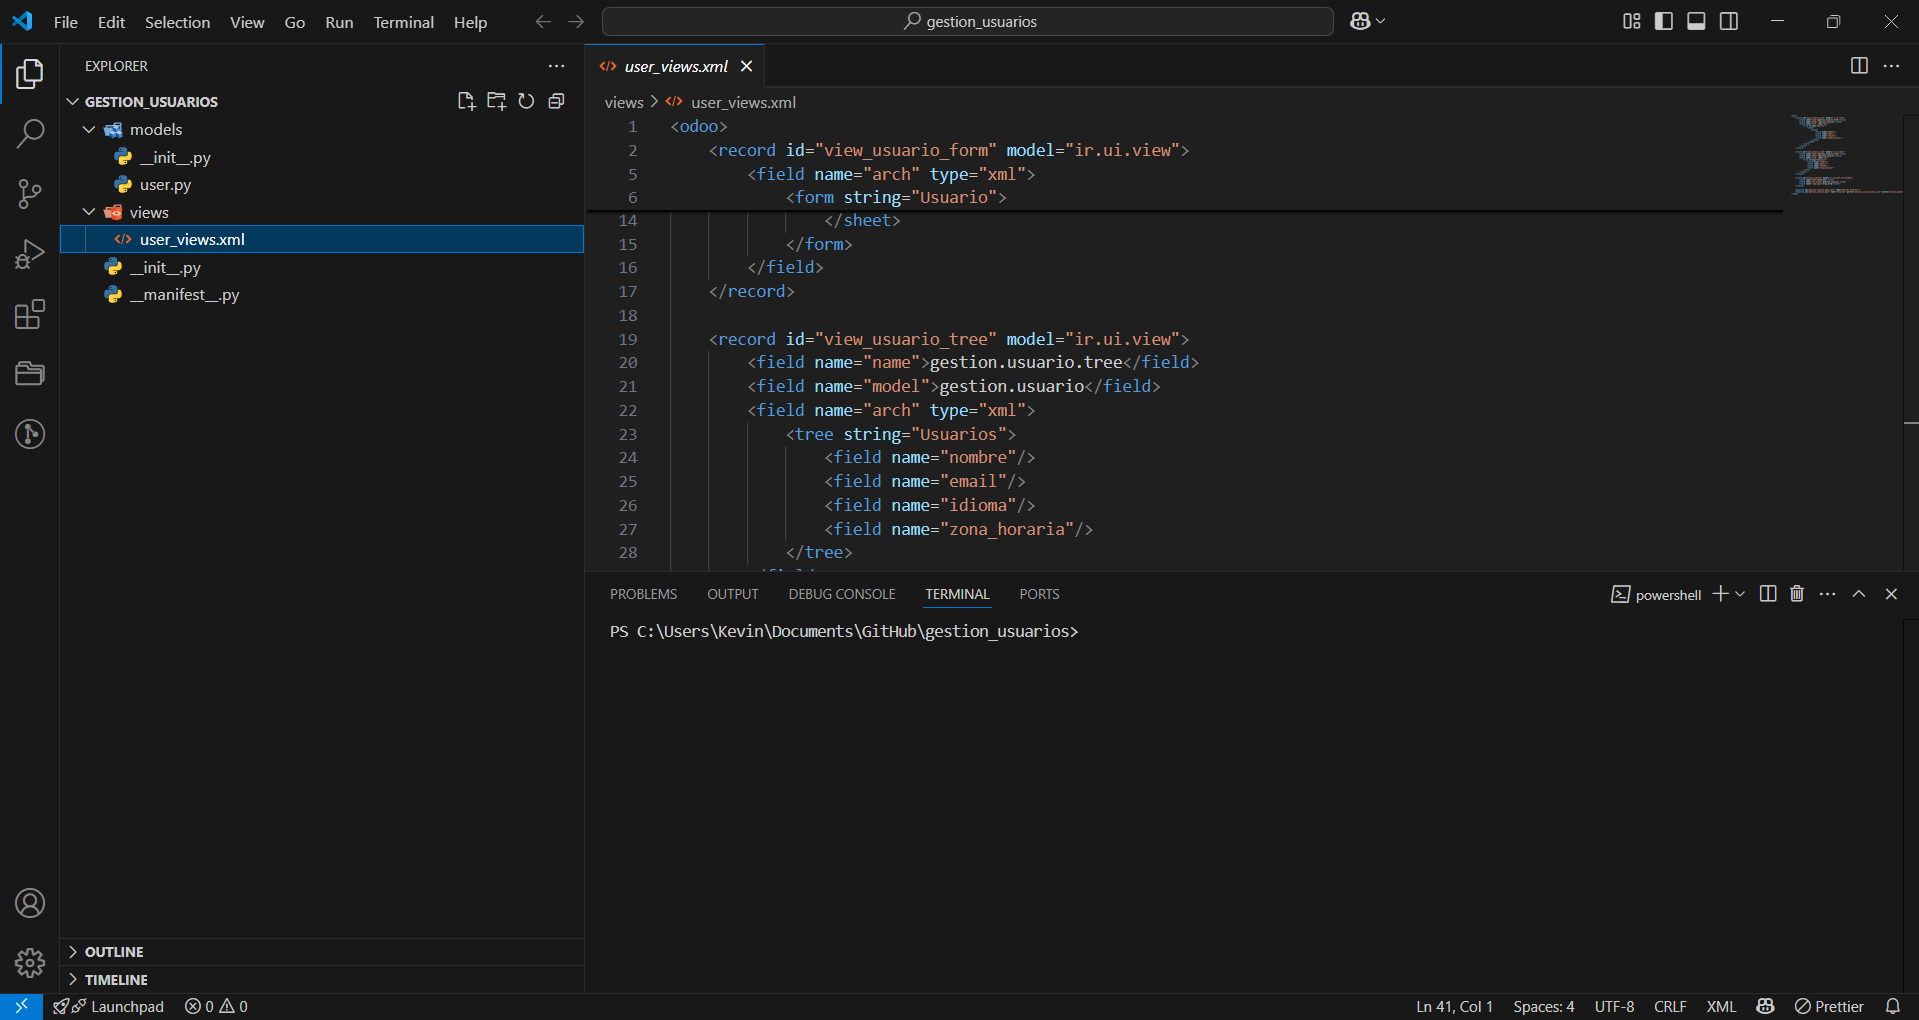 File Edit Selection View Go Run Terminal Help
gestion_usuarios
EXPLORER
GESTION_USUARIOS
models
__init__.py
user.py
views
user_views.xml
__init__.py
__manifest__.py
OUTLINE
TIMELINE
user_views.xml
views > user_views.xml
1 <odoo>
2 <record id="view_usuario_form" model="ir.ui.view">
5 <field name="arch" type="xml">
6 <form string="Usuario">
14 </sheet>
15 </form>
16 </field>
17 </record>
18
19 <record id="view_usuario_tree" model="ir.ui.view">
20 <field name="name">gestion.usuario.tree</field>
21 <field name="model">gestion.usuario</field>
22 <field name="arch" type="xml">
23 <tree string="Usuarios">
24 <field name="nombre"/>
25 <field name="email"/>
26 <field name="idioma"/>
27 <field name="zona_horaria"/>
28 </tree>
PROBLEMS OUTPUT DEBUG CONSOLE TERMINAL PORTS
powershell
PS C:\Users\Kevin\Documents\GitHub\gestion_usuarios>
Launchpad 0 0
Ln 41, Col 1 Spaces: 4 UTF-8 CRLF XML Prettier